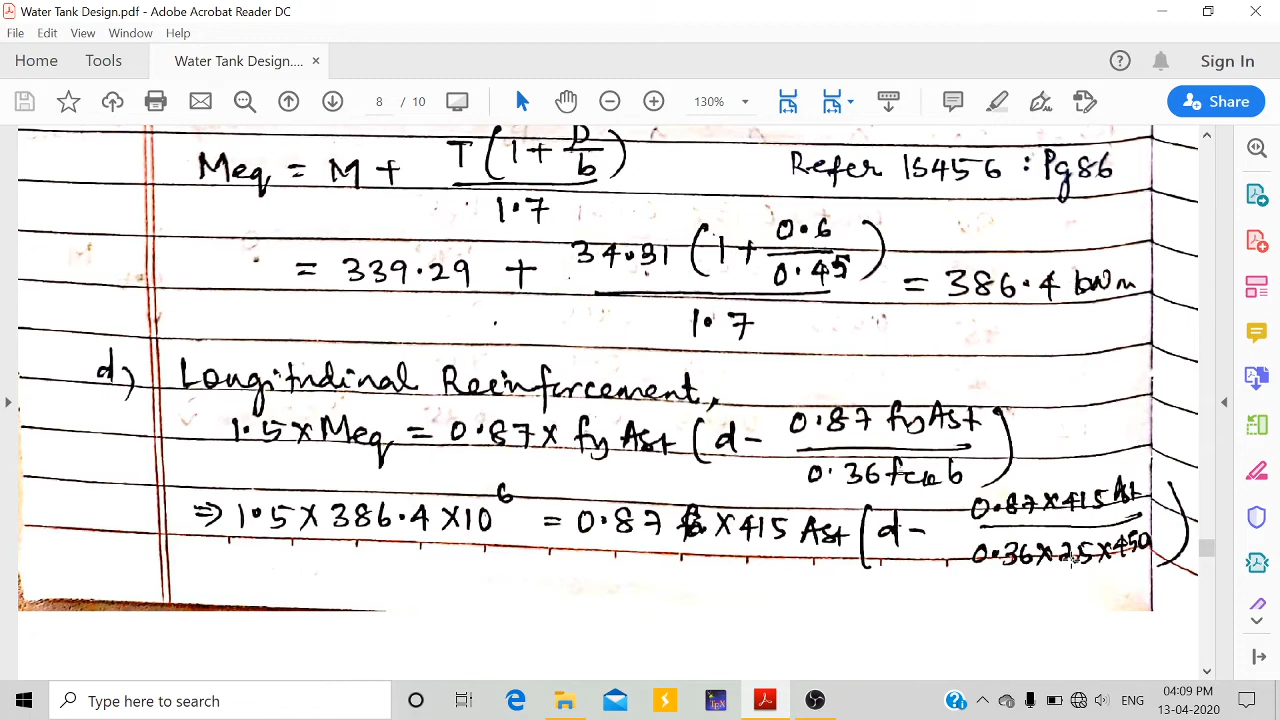 Water Tank Design.pdf - Adobe Acrobat Reader DC
File Edit View Window Help
Home Tools Water Tank Design.... × Sign In
8 / 10 130% Share
Meq = M + T(1 + D/b) / 1.7 Refer IS456 : Pg86
= 339.29 + 34.31 (1 + 0.6/0.45) / 1.7 = 386.4 kNm
d) Longitudinal Reeinforcement,
1.5 × Meq = 0.87 × fy Ast (d - 0.87 fy Ast / 0.36 fck b)
⇒ 1.5 × 386.4 × 10^6 = 0.87 × 415 Ast (d - 0.87 × 415 Ast / 0.36 × 25 × 450)
Type here to search
ENG
04:09 PM
13-04-2020